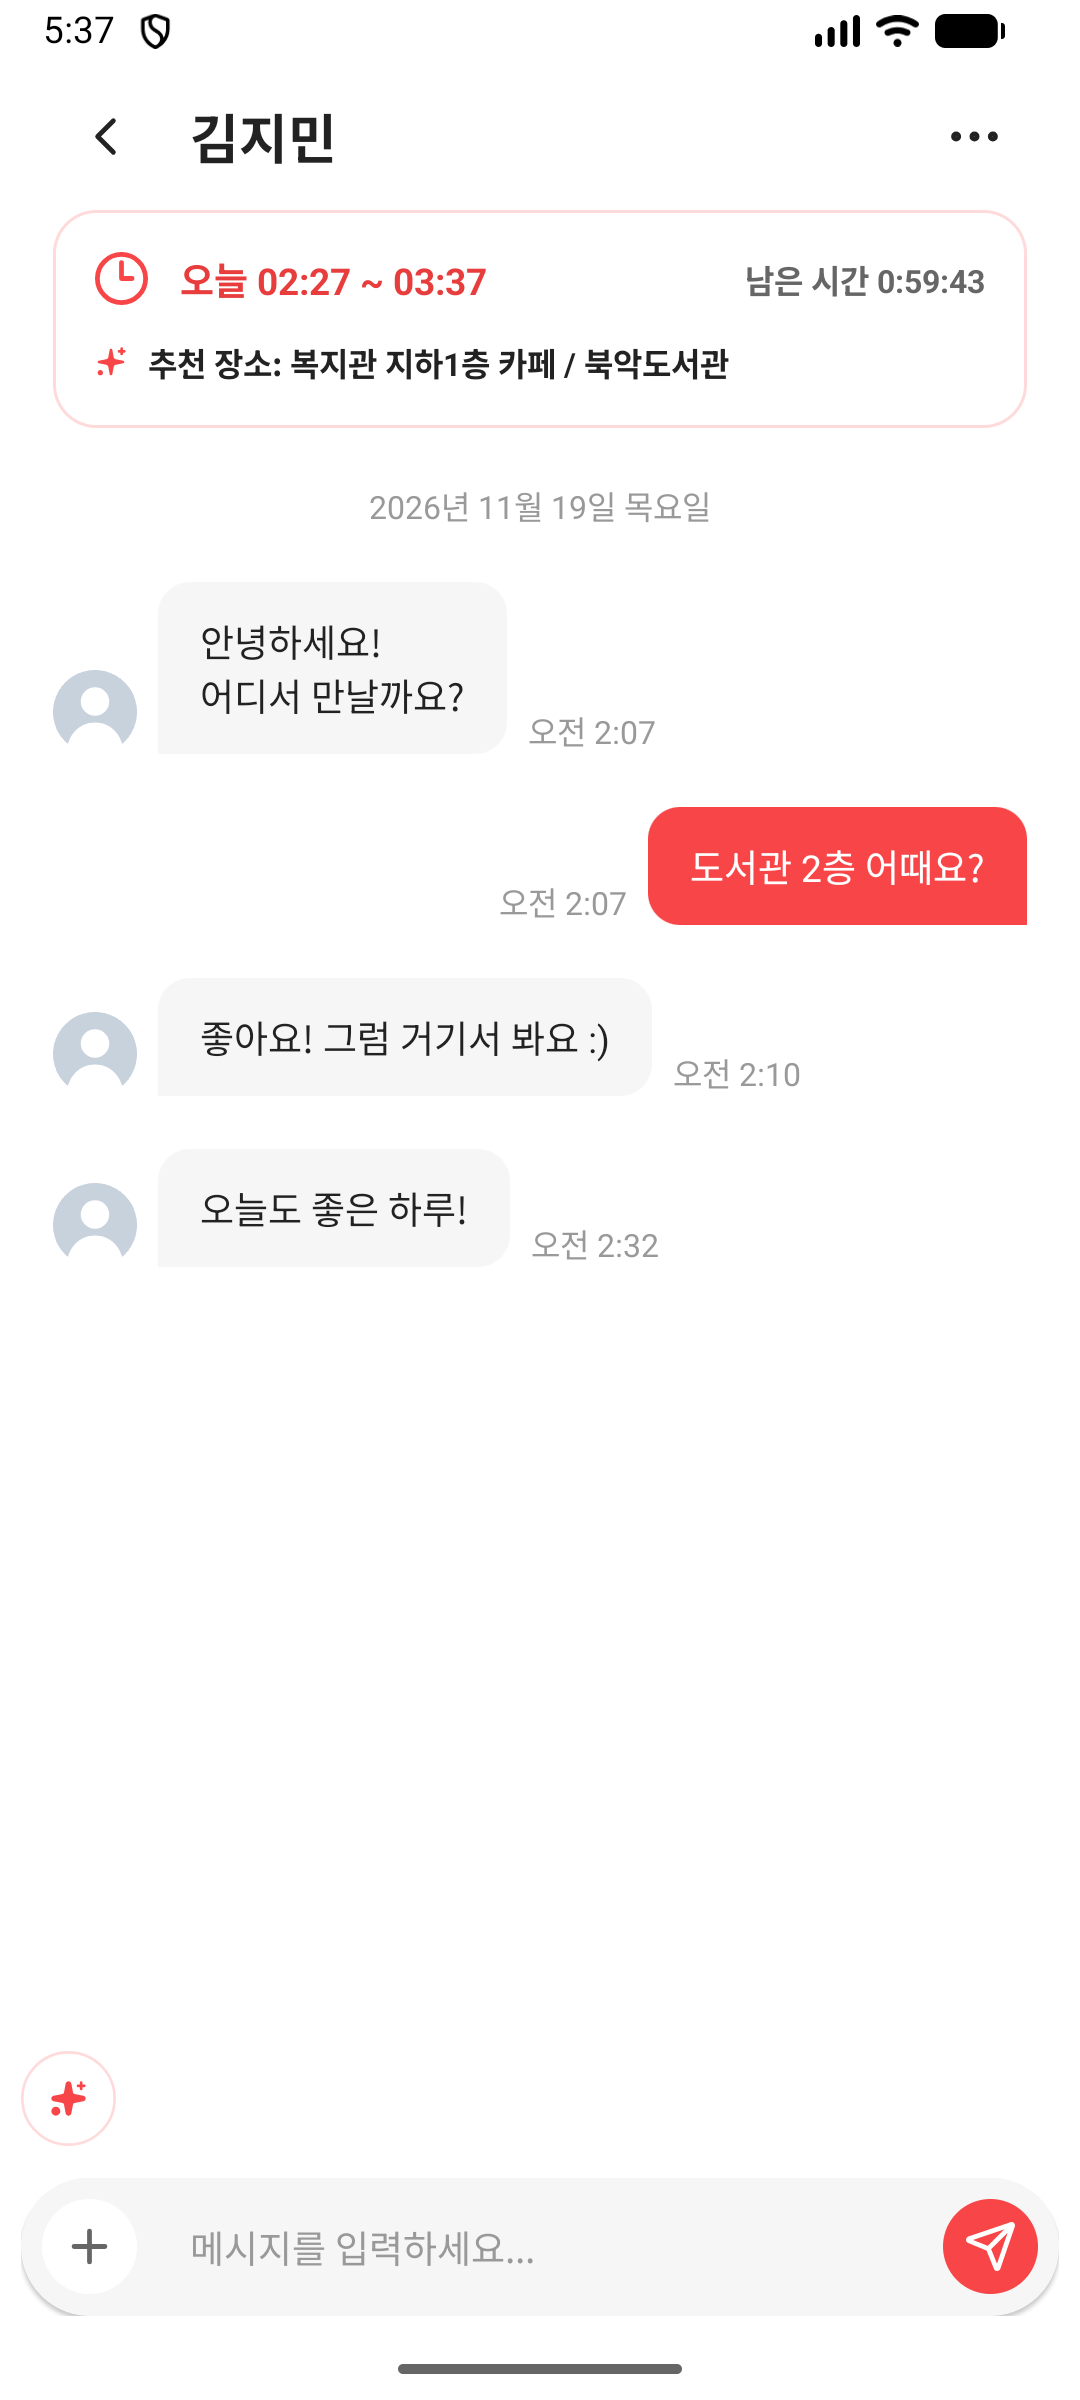 5:37
김지민
오늘 02:27 ~ 03:37
남은 시간 0:59:43
추천 장소: 복지관 지하1층 카페 / 북악도서관
2026년 11월 19일 목요일
안녕하세요!
어디서 만날까요?
오전 2:07
도서관 2층 어때요?
오전 2:07
좋아요! 그럼 거기서 봐요 :)
오전 2:10
오늘도 좋은 하루!
오전 2:32
메시지를 입력하세요...